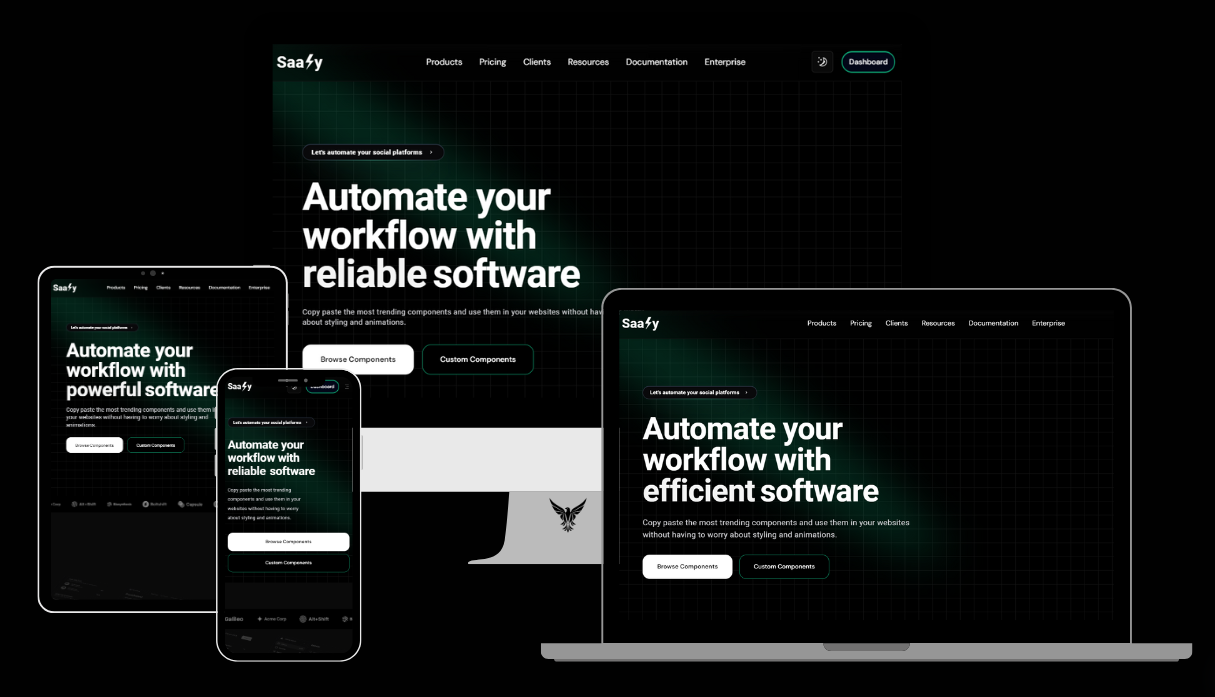 Saasy
Products Pricing Clients Resources Documentation Enterprise
Dashboard
Let's automate your social platforms >
Automate your
workflow with
reliable software
Copy paste the most trending components and use them in your websites without hav
about styling and animations.
Browse Components Custom Components
Saasy
Products Pricing Clients Resources Documentation Enterprise
Let's automate your social platforms >
Automate your
workflow with
powerful software
Copy paste the most trending components and use them in
your websites without having to worry about styling and
animations.
Browse Components Custom Components
Alt+Shift
Saasy
Dashboard
Let's automate your social platforms >
Automate your
workflow with
reliable software
Copy paste the most trending
components and use them in your
websites without having to worry
about styling and animations.
Browse Components
Custom Components
Galileo Acme Corp Alt+Shift
Saasy
Products Pricing Clients Resources Documentation Enterprise
Let's automate your social platforms >
Automate your
workflow with
efficient software
Copy paste the most trending components and use them in your websites
without having to worry about styling and animations.
Browse Components Custom Components